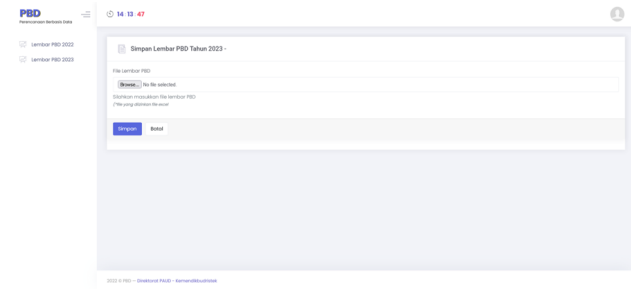 PBD
Perencanaan Berbasis Data
14 : 13 : 47
Lembar PBD 2022
Lembar PBD 2023
Simpan Lembar PBD Tahun 2023 -
File Lembar PBD
Browse... No file selected.
Silahkan masukkan file lembar PBD
(*file yang diizinkan file excel
Simpan
Batal
2022 © PBD — Direktorat PAUD - Kemendikbudristek